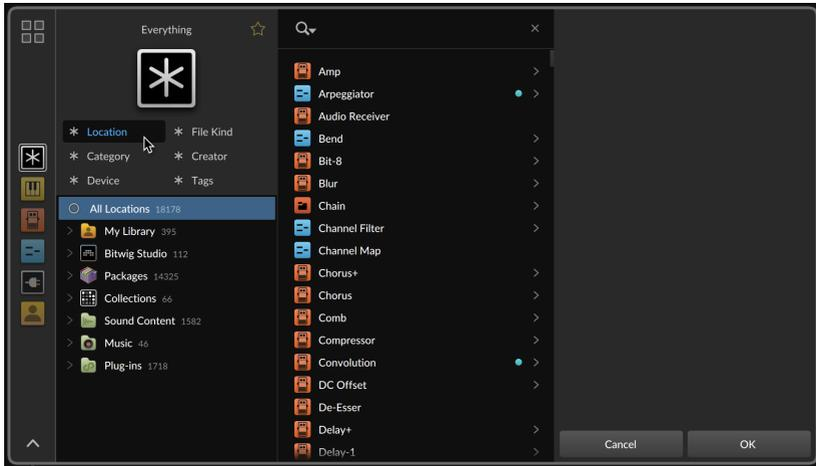 Everything
Location
File Kind
Category
Creator
Device
Tags
All Locations 18178
My Library 395
Bitwig Studio 112
Packages 14325
Collections 66
Sound Content 1582
Music 46
Plug-ins 1718
Amp
Arpeggiator
Audio Receiver
Bend
Bit-8
Blur
Chain
Channel Filter
Channel Map
Chorus+
Chorus
Comb
Compressor
Convolution
DC Offset
De-Esser
Delay+
Delay-1
Cancel
OK